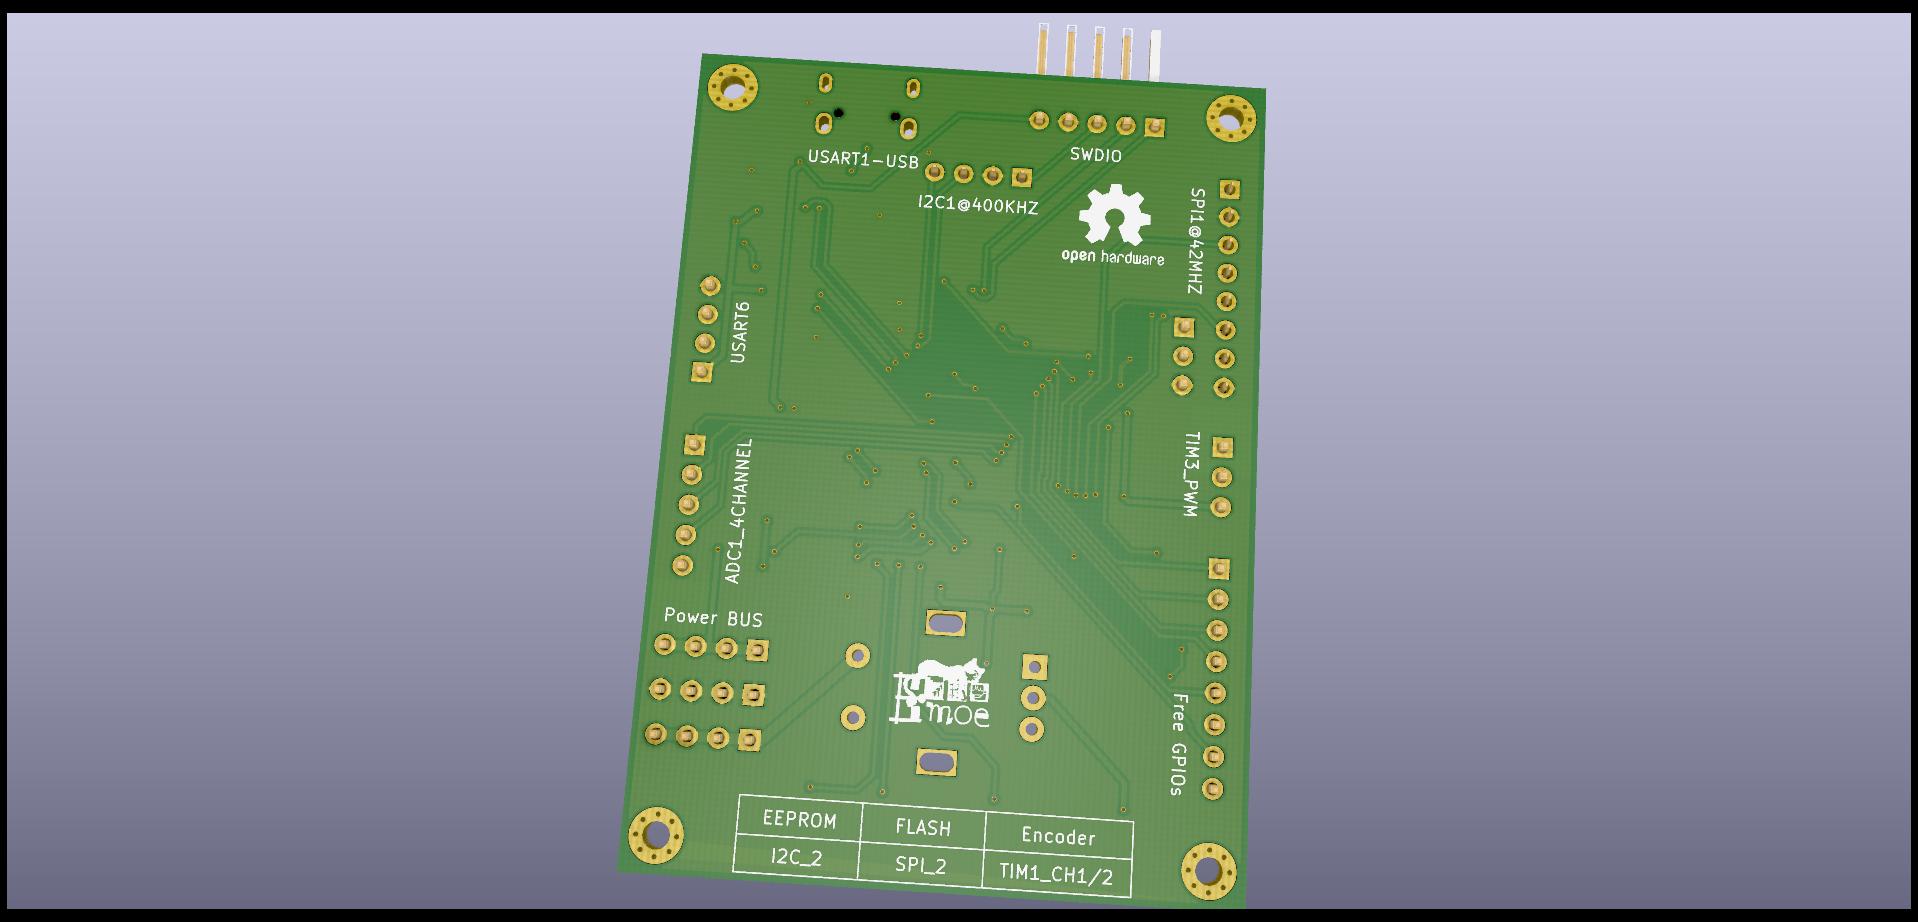 USART1-USB
SWDIO
I2C1@400KHZ
SPI1@42MHZ
open hardware
USART6
TIM3_PWM
ADC1_4CHANNEL
Power BUS
moe
Free GPIOs
EEPROM FLASH Encoder
I2C_2 SPI_2 TIM1_CH1/2